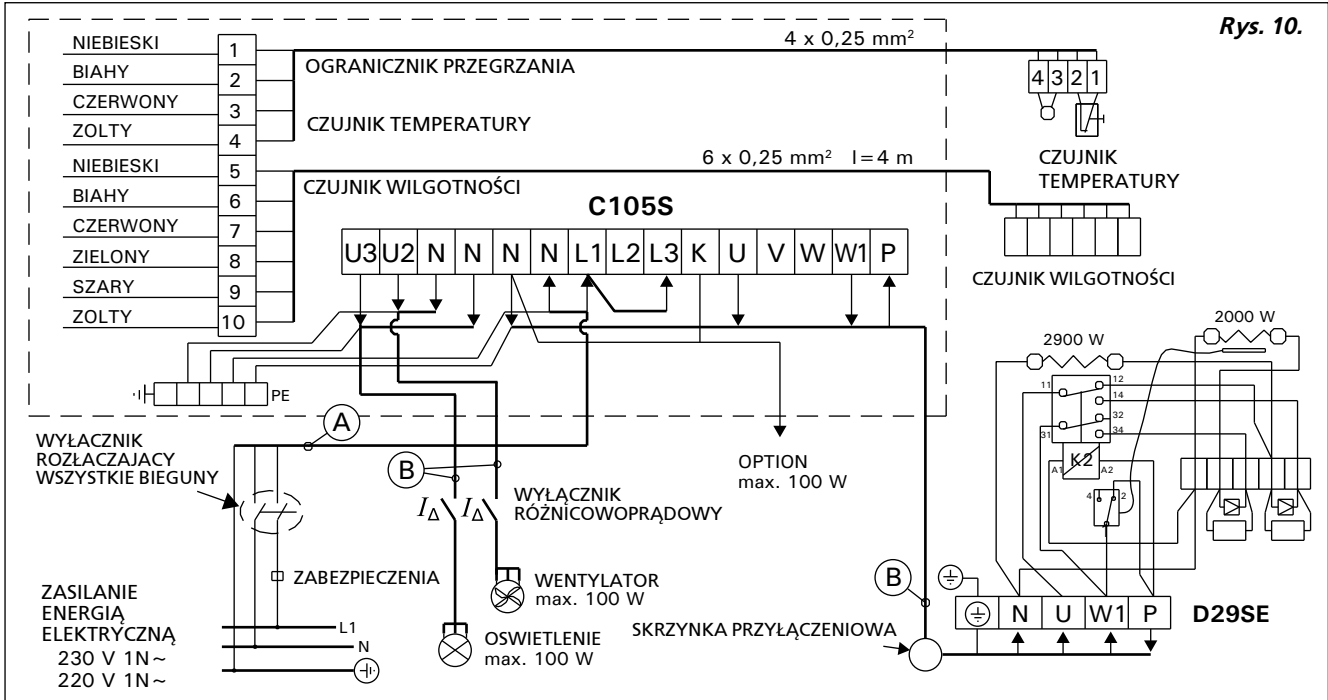 Rys. 10.
NIEBIESKI 1
BIAHY 2
CZERWONY 3
ZOLTY 4
NIEBIESKI 5
BIAHY 6
CZERWONY 7
ZIELONY 8
SZARY 9
ZOLTY 10
OGRANICZNIK PRZEGRZANIA
CZUJNIK TEMPERATURY
CZUJNIK WILGOTNOŚCI
4 x 0,25 mm²
4 3 2 1
CZUJNIK
TEMPERATURY
6 x 0,25 mm² l=4 m
CZUJNIK WILGOTNOŚCI
C105S
U3 U2 N N N N L1 L2 L3 K U V W W1 P
PE
A
WYŁACZNIK
ROZŁACZAJACY
WSZYSTKIE BIEGUNY
B
I∆ I∆
WYŁĄCZNIK
RÓŻNICOWOPRĄDOWY
OPTION
max. 100 W
ZABEZPIECZENIA
ZASILANIE
ENERGIĄ
ELEKTRYCZNĄ
230 V 1N~
220 V 1N~
L1
N
WENTYLATOR
max. 100 W
OSWIETLENIE
max. 100 W
SKRZYNKA PRZYŁĄCZENIOWA
B
2900 W
2000 W
11 12
14
32
31 34
A1 K2 A2
4 2
N U W1 P
D29SE